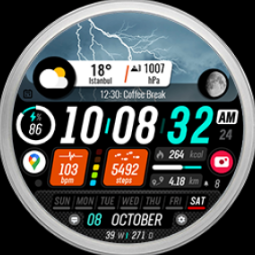 18° 1007
Istanbul hPa
12:30: Coffee Break
86 10:08 32 AM
24
103 5492 264 kcal
bpm steps 4.18 km 8
SUN MON TUE WED THU FRI SAT
08 OCTOBER
39 W 271 D